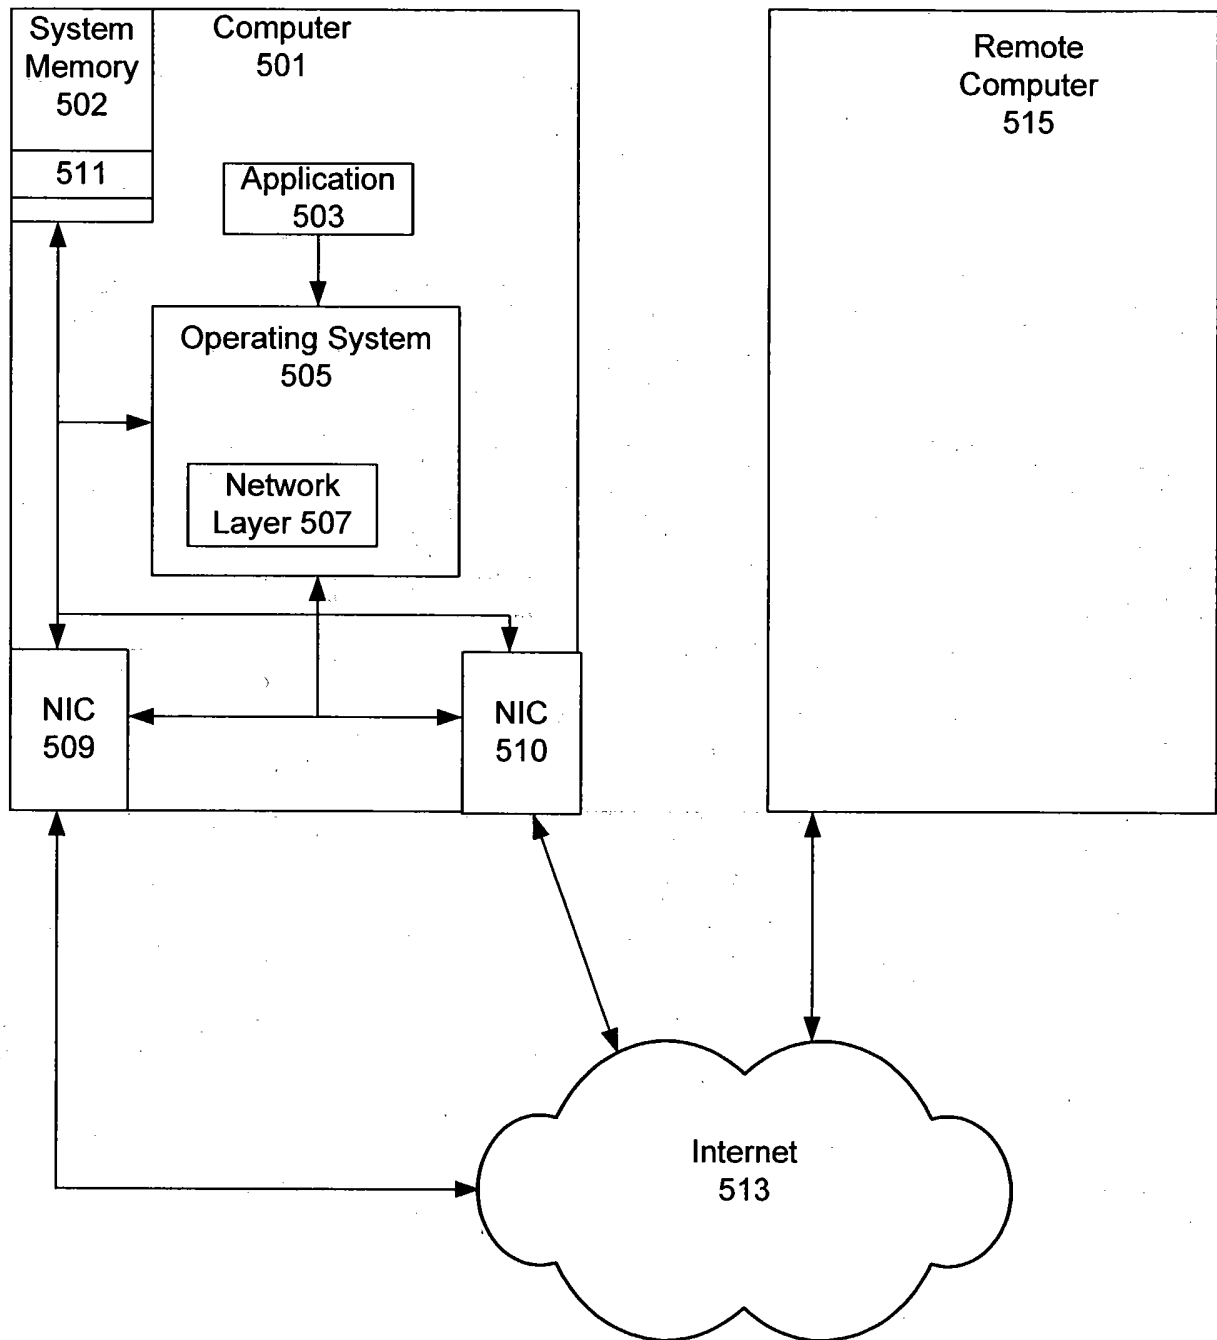 System
Memory
502
511
Computer
501
Application
503
Operating System
505
Network
Layer 507
NIC
509
NIC
510
Remote
Computer
515
Internet
513